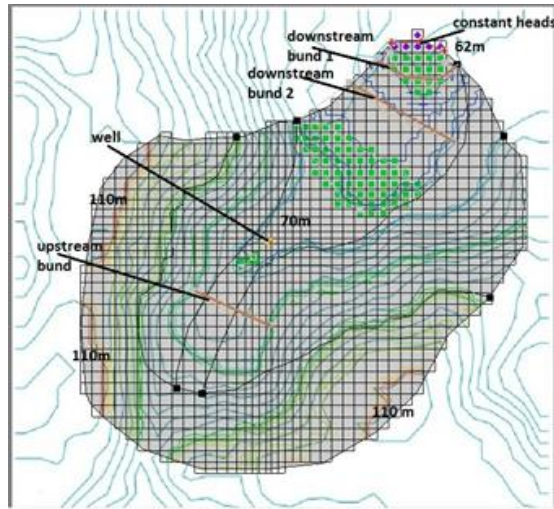 constant heads
downstream
bund 1
62m
downstream
bund 2
well
110m
70m
upstream
bund
110m
110 m